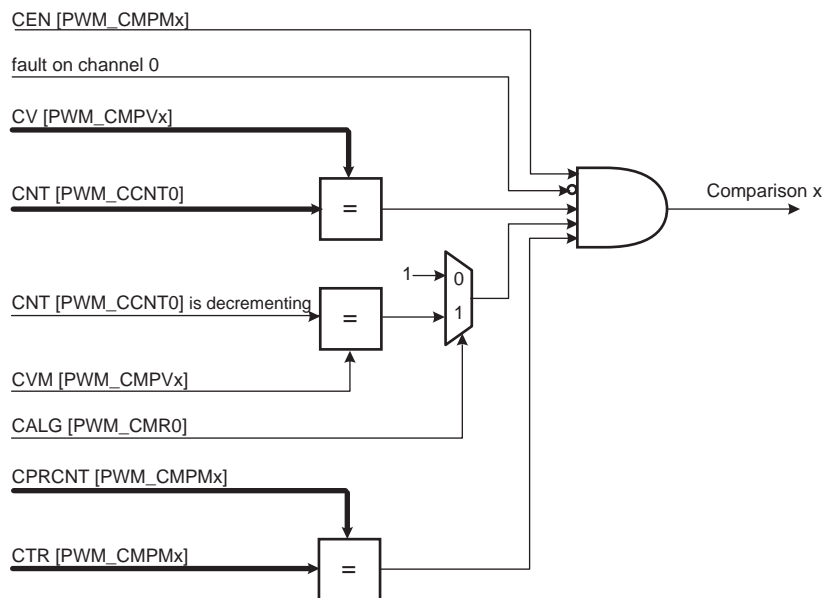 CEN [PWM_CMPMx]
fault on channel 0
CV [PWM_CMPVx]
CNT [PWM_CCNT0]
=
Comparison x
1
0
CNT [PWM_CCNT0] is decrementing
=
1
CVM [PWM_CMPVx]
CALG [PWM_CMR0]
CPRCNT [PWM_CMPMx]
CTR [PWM_CMPMx]
=